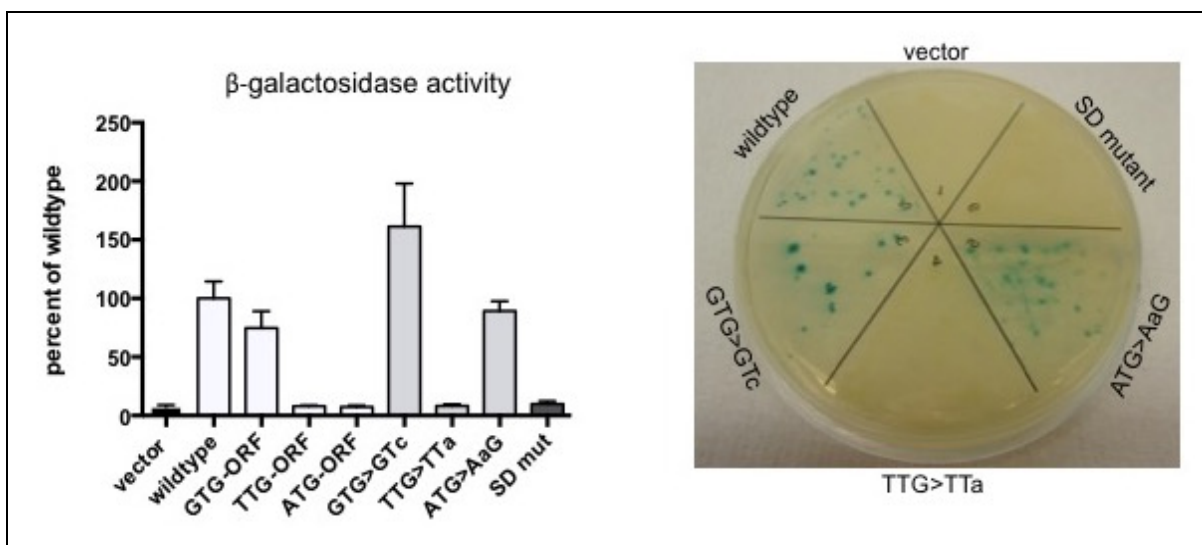 β-galactosidase activity
percent of wildtype
250
200
150
100
50
0
vector
wildtype
GTG-ORF
TTG-ORF
ATG-ORF
GTG>GTc
TTG>TTa
ATG>AaG
SD mut
vector
wildtype
SD mutant
GTG>GTc
ATG>AaG
TTG>TTa